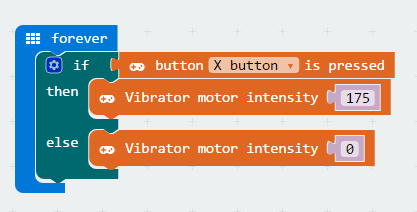 forever
if button X button ▾ is pressed
then Vibrator motor intensity 175
else Vibrator motor intensity 0